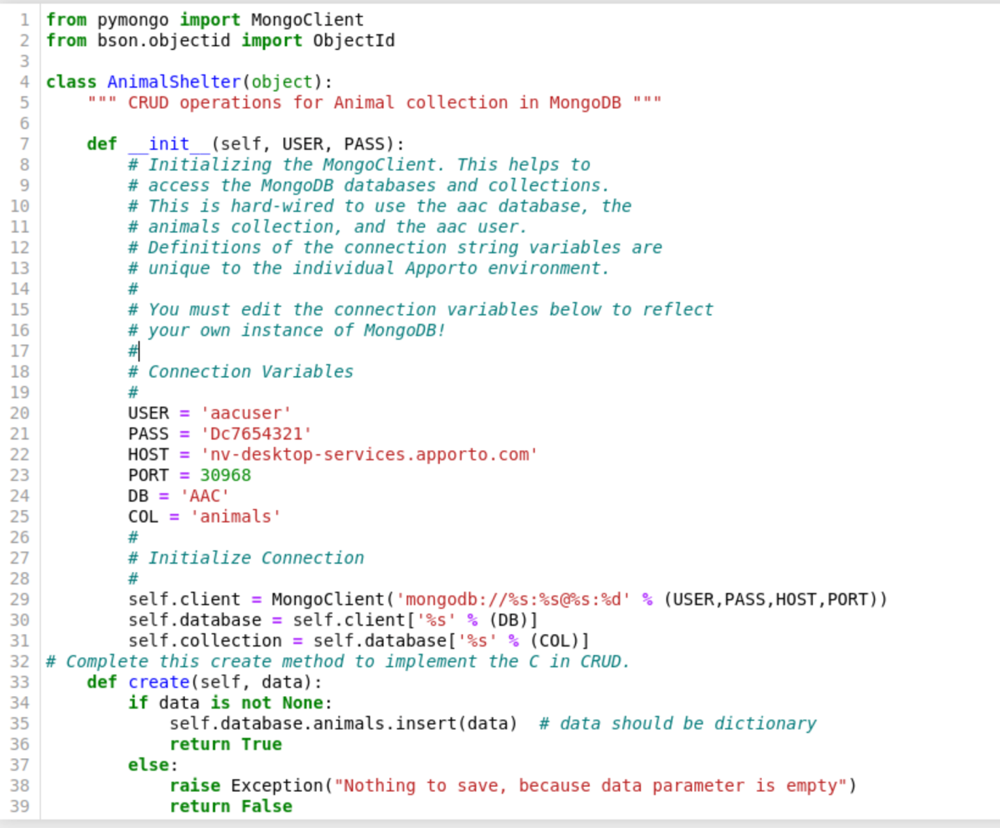 1 from pymongo import MongoClient
2 from bson.objectid import ObjectId
3
4 class AnimalShelter(object):
5     """ CRUD operations for Animal collection in MongoDB """
6
7     def __init__(self, USER, PASS):
8         # Initializing the MongoClient. This helps to
9         # access the MongoDB databases and collections.
10         # This is hard-wired to use the aac database, the
11         # animals collection, and the aac user.
12         # Definitions of the connection string variables are
13         # unique to the individual Apporto environment.
14         #
15         # You must edit the connection variables below to reflect
16         # your own instance of MongoDB!
17         #
18         # Connection Variables
19         #
20         USER = 'aacuser'
21         PASS = 'Dc7654321'
22         HOST = 'nv-desktop-services.apporto.com'
23         PORT = 30968
24         DB = 'AAC'
25         COL = 'animals'
26         #
27         # Initialize Connection
28         #
29         self.client = MongoClient('mongodb://%s:%s@%s:%d' % (USER,PASS,HOST,PORT))
30         self.database = self.client['%s' % (DB)]
31         self.collection = self.database['%s' % (COL)]
32 # Complete this create method to implement the C in CRUD.
33     def create(self, data):
34         if data is not None:
35             self.database.animals.insert(data)  # data should be dictionary
36             return True
37         else:
38             raise Exception("Nothing to save, because data parameter is empty")
39             return False